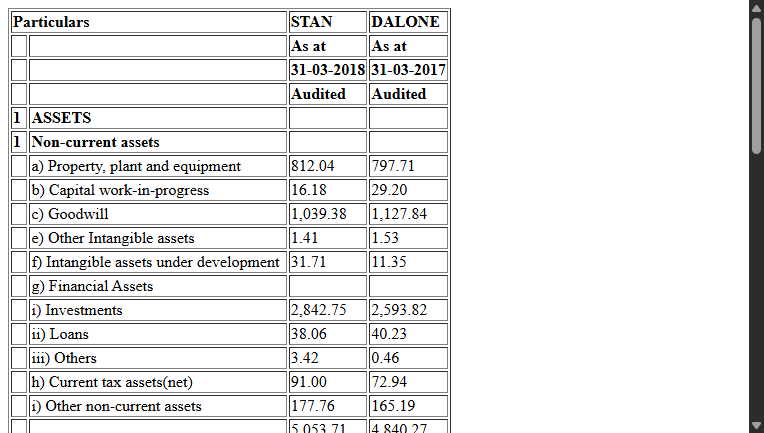 Particulars STAN DALONE
As at As at
31-03-2018 31-03-2017
Audited Audited
1 ASSETS
1 Non-current assets
a) Property, plant and equipment 812.04 797.71
b) Capital work-in-progress 16.18 29.20
c) Goodwill 1,039.38 1,127.84
e) Other Intangible assets 1.41 1.53
f) Intangible assets under development 31.71 11.35
g) Financial Assets
i) Investments 2,842.75 2,593.82
ii) Loans 38.06 40.23
iii) Others 3.42 0.46
h) Current tax assets(net) 91.00 72.94
i) Other non-current assets 177.76 165.19
5,053.71 4,840.27